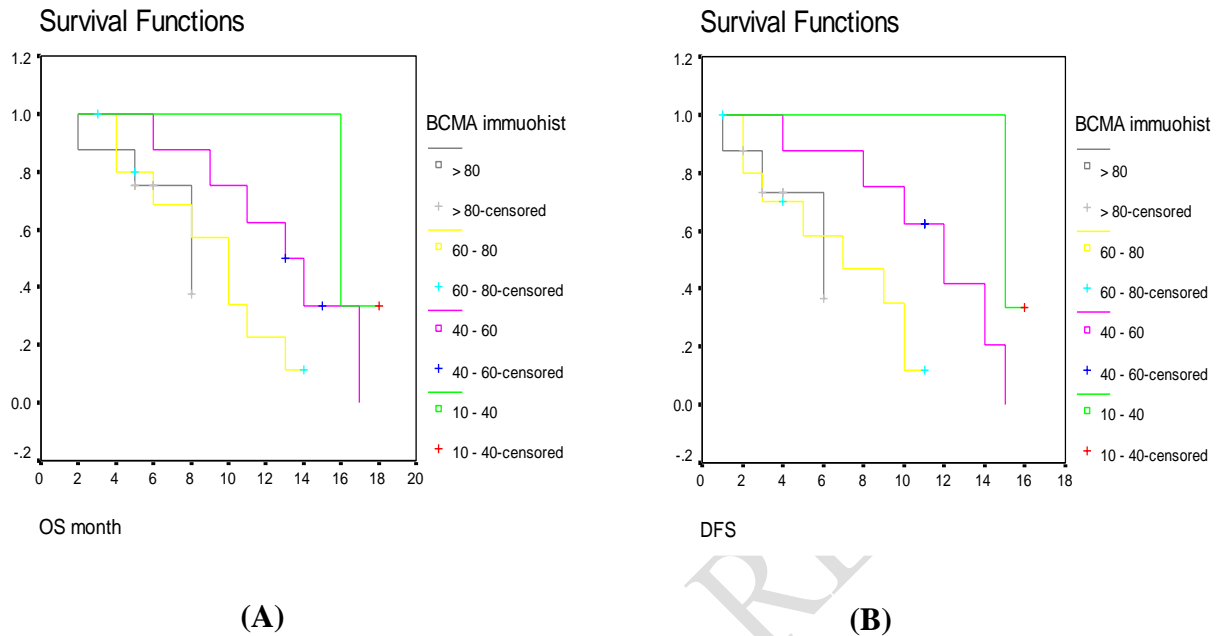 Survival Functions
1.2
1.0
.8
.6
.4
.2
0.0
-.2
0 2 4 6 8 10 12 14 16 18 20
OS month
BCMA immuohist
> 80
> 80-censored
60 - 80
60 - 80-censored
40 - 60
40 - 60-censored
10 - 40
10 - 40-censored
(A)
Survival Functions
1.2
1.0
.8
.6
.4
.2
0.0
-.2
0 2 4 6 8 10 12 14 16 18
DFS
BCMA immuohist
> 80
> 80-censored
60 - 80
60 - 80-censored
40 - 60
40 - 60-censored
10 - 40
10 - 40-censored
(B)